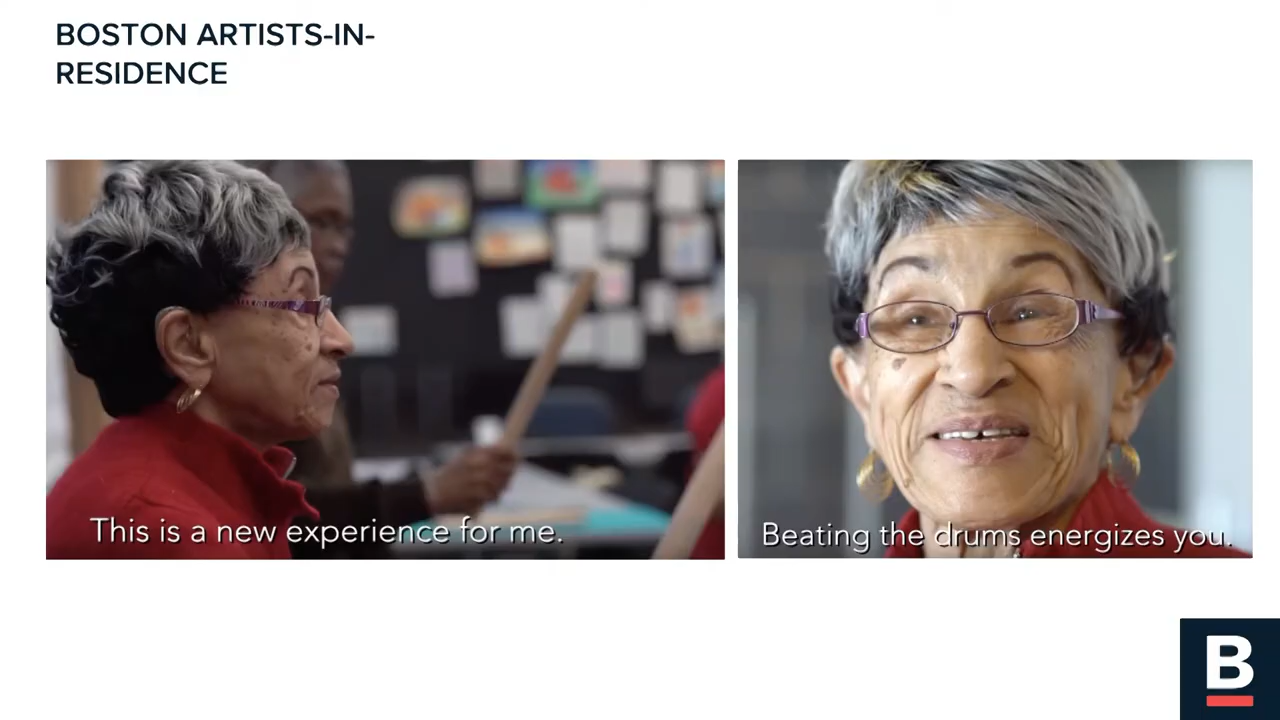 BOSTON ARTISTS-IN-
RESIDENCE
This is a new experience for me.
Beating the drums energizes you.
B